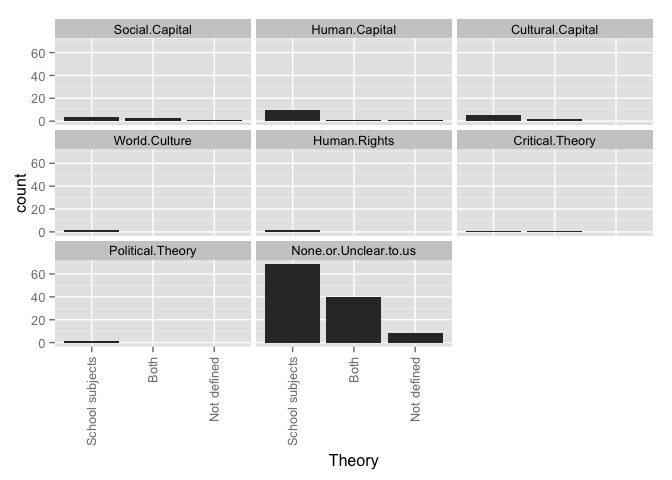 Social.Capital Human.Capital Cultural.Capital
60
40
20
0
World.Culture Human.Rights Critical.Theory
60
40
20
0
count
Political.Theory None.or.Unclear.to.us
60
40
20
0
School subjects Both Not defined School subjects Both Not defined
Theory